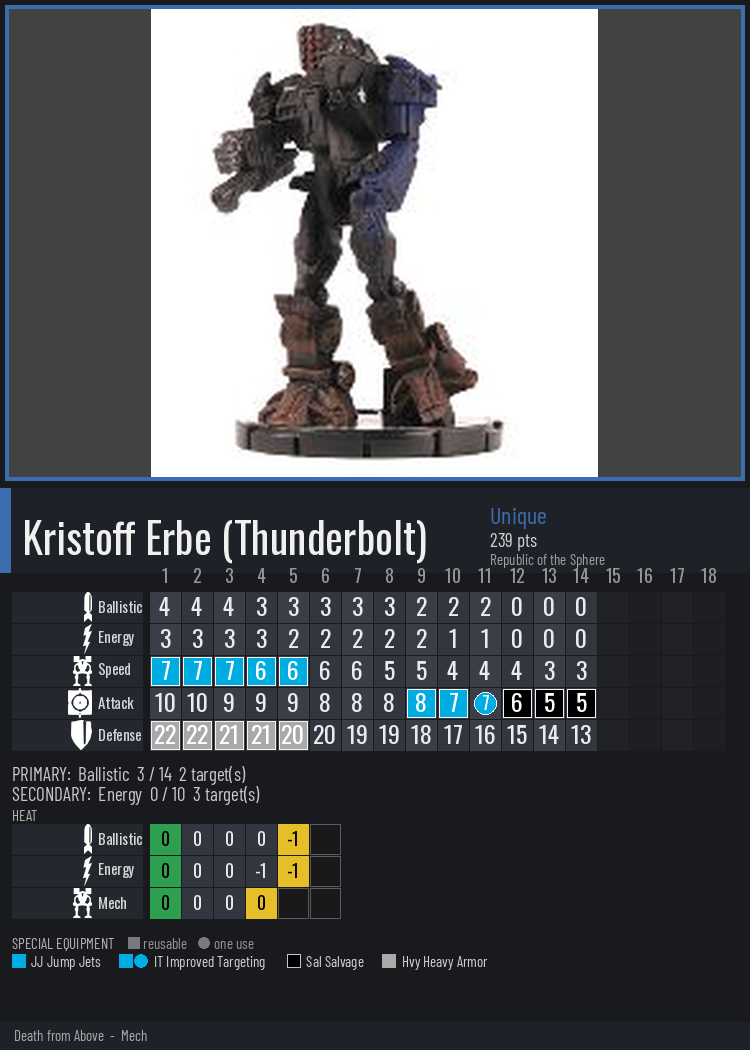 Kristoff Erbe (Thunderbolt)
Unique
239 pts
Republic of the Sphere
1 2 3 4 5 6 7 8 9 10 11 12 13 14 15 16 17 18
Ballistic 4 4 4 3 3 3 3 3 2 2 2 0 0 0
Energy 3 3 3 3 2 2 2 2 2 1 1 0 0 0
Speed 7 7 7 6 6 6 6 5 5 4 4 4 3 3
Attack 10 10 9 9 9 8 8 8 8 7 7 6 5 5
Defense 22 22 21 21 20 20 19 19 18 17 16 15 14 13
PRIMARY: Ballistic 3 / 14 2 target(s)
SECONDARY: Energy 0 / 10 3 target(s)
HEAT
Ballistic 0 0 0 0 -1
Energy 0 0 0 -1 -1
Mech 0 0 0 0
SPECIAL EQUIPMENT reusable one use
JJ Jump Jets IT Improved Targeting Sal Salvage Hvy Heavy Armor
Death from Above - Mech